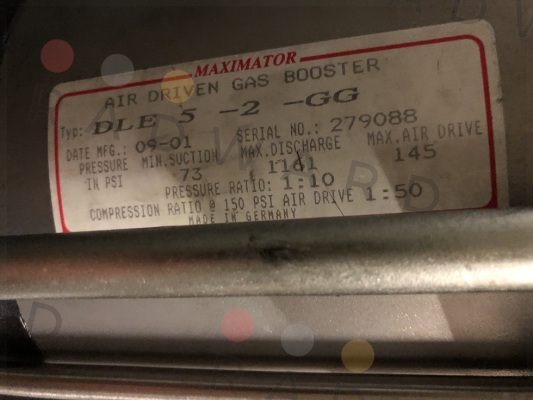 MAXIMATOR
AIR DRIVEN GAS BOOSTER
Typ: DLE 5 -2 -GG
DATE MFG.: 09-01 SERIAL NO.: 279088
PRESSURE MIN.SUCTION MAX.DISCHARGE MAX.AIR DRIVE
IN PSI 73 1141 145
PRESSURE RATIO: 1:10
COMPRESSION RATIO @ 150 PSI AIR DRIVE 1:50
MADE IN GERMANY